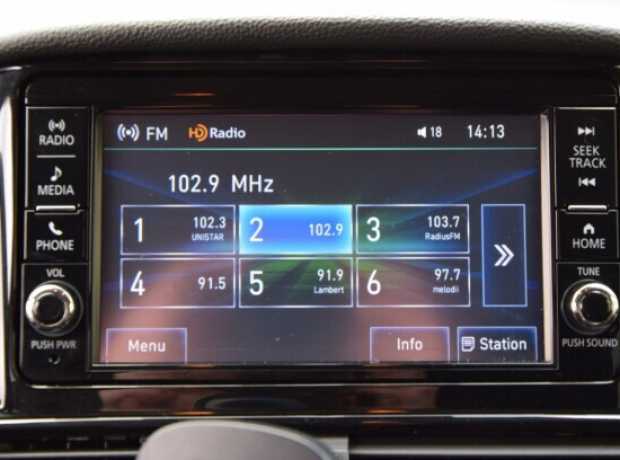 RADIO
MEDIA
PHONE
VOL
PUSH PWR
FM HD Radio 18 14:13
102.9 MHz
1 102.3 UNISTAR
2 102.9
3 103.7 RadiusFM
4 91.5
5 91.9 Lambert
6 97.7 melodii
Menu Info Station
SEEK
TRACK
HOME
TUNE
PUSH SOUND